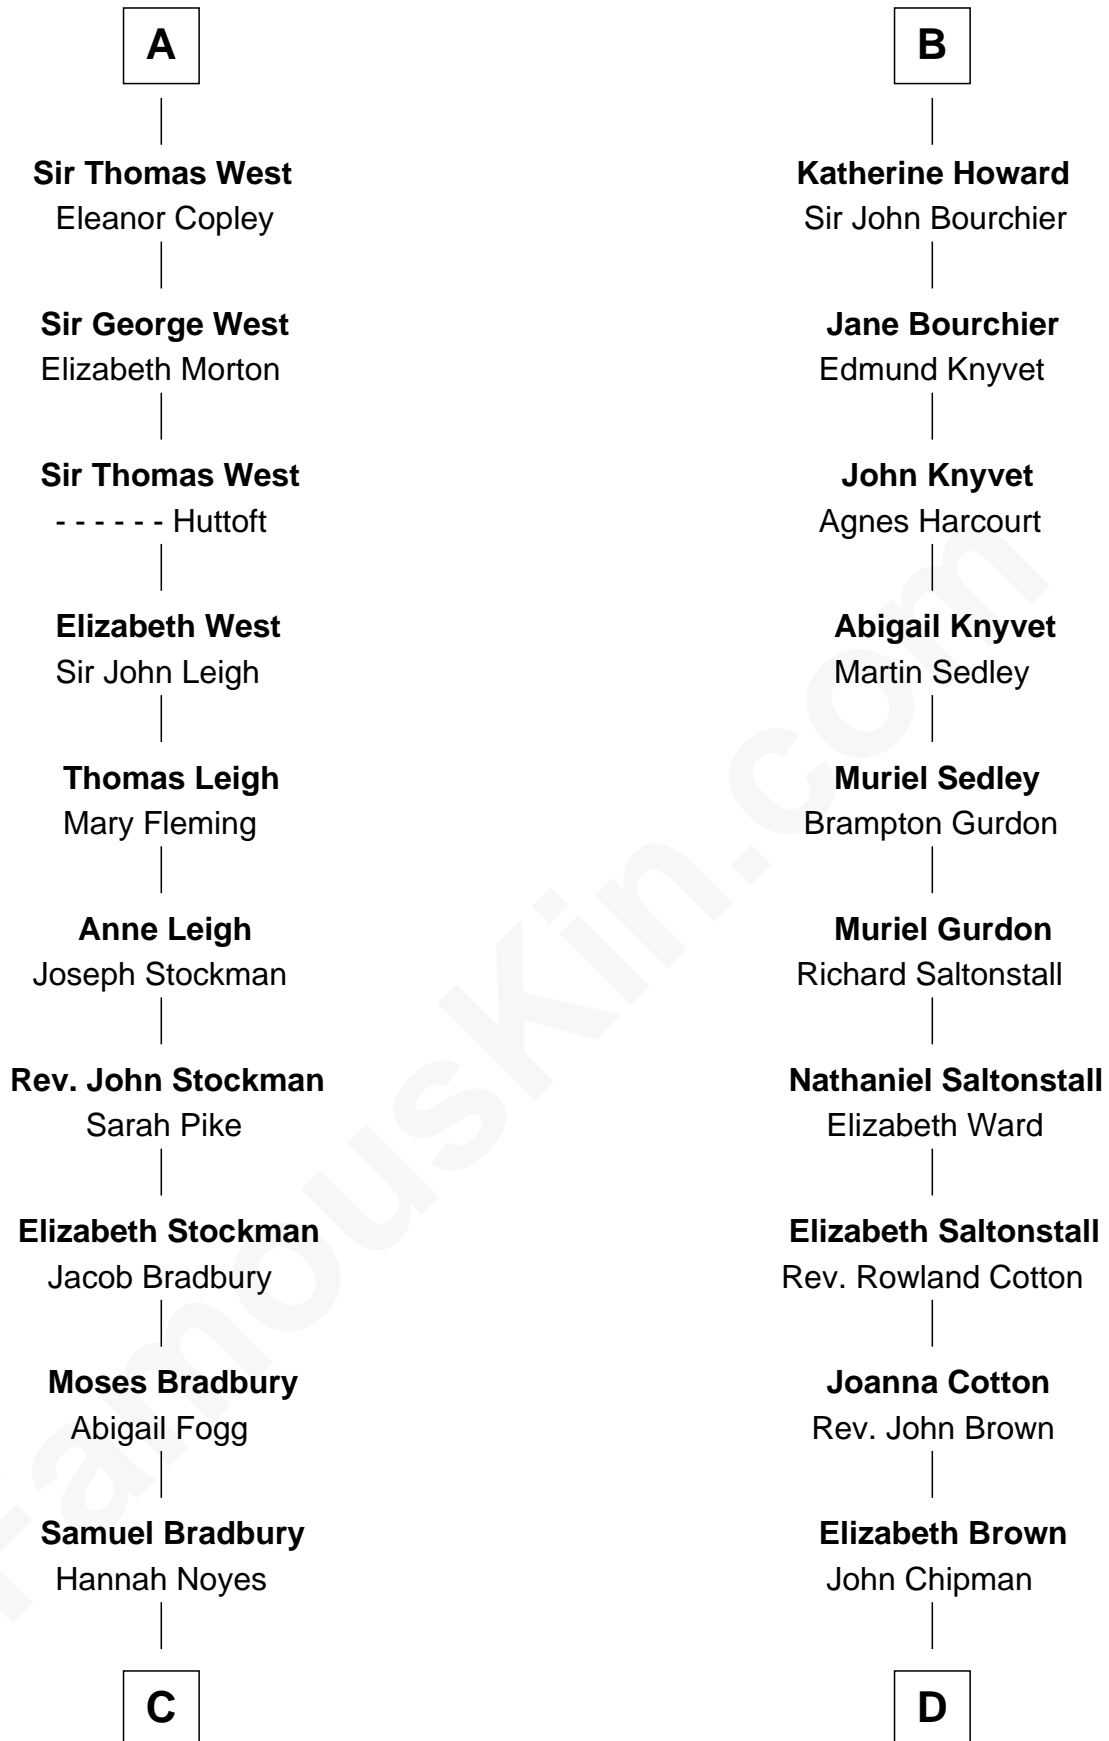 A
Sir Thomas West
Eleanor Copley
Sir George West
Elizabeth Morton
Sir Thomas West
- - - - - - Huttoft
Elizabeth West
Sir John Leigh
Thomas Leigh
Mary Fleming
Anne Leigh
Joseph Stockman
Rev. John Stockman
Sarah Pike
Elizabeth Stockman
Jacob Bradbury
Moses Bradbury
Abigail Fogg
Samuel Bradbury
Hannah Noyes
C
B
Katherine Howard
Sir John Bourchier
Jane Bourchier
Edmund Knyvet
John Knyvet
Agnes Harcourt
Abigail Knyvet
Martin Sedley
Muriel Sedley
Brampton Gurdon
Muriel Gurdon
Richard Saltonstall
Nathaniel Saltonstall
Elizabeth Ward
Elizabeth Saltonstall
Rev. Rowland Cotton
Joanna Cotton
Rev. John Brown
Elizabeth Brown
John Chipman
D
FamousKin.com